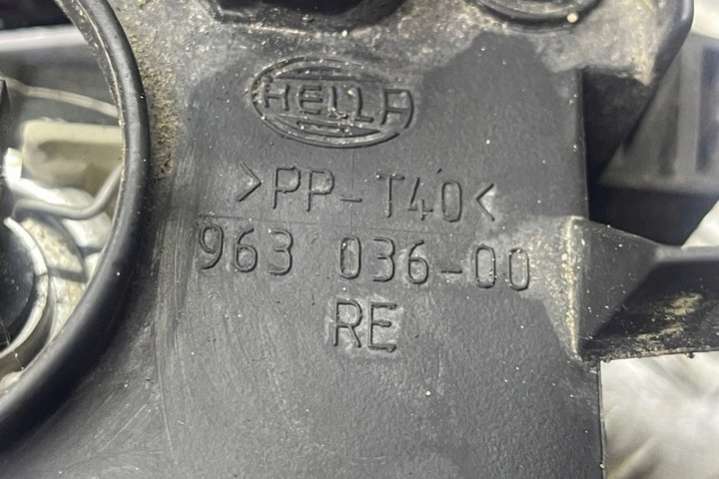 HELLA
>PP-T40<
963 036-00
RE